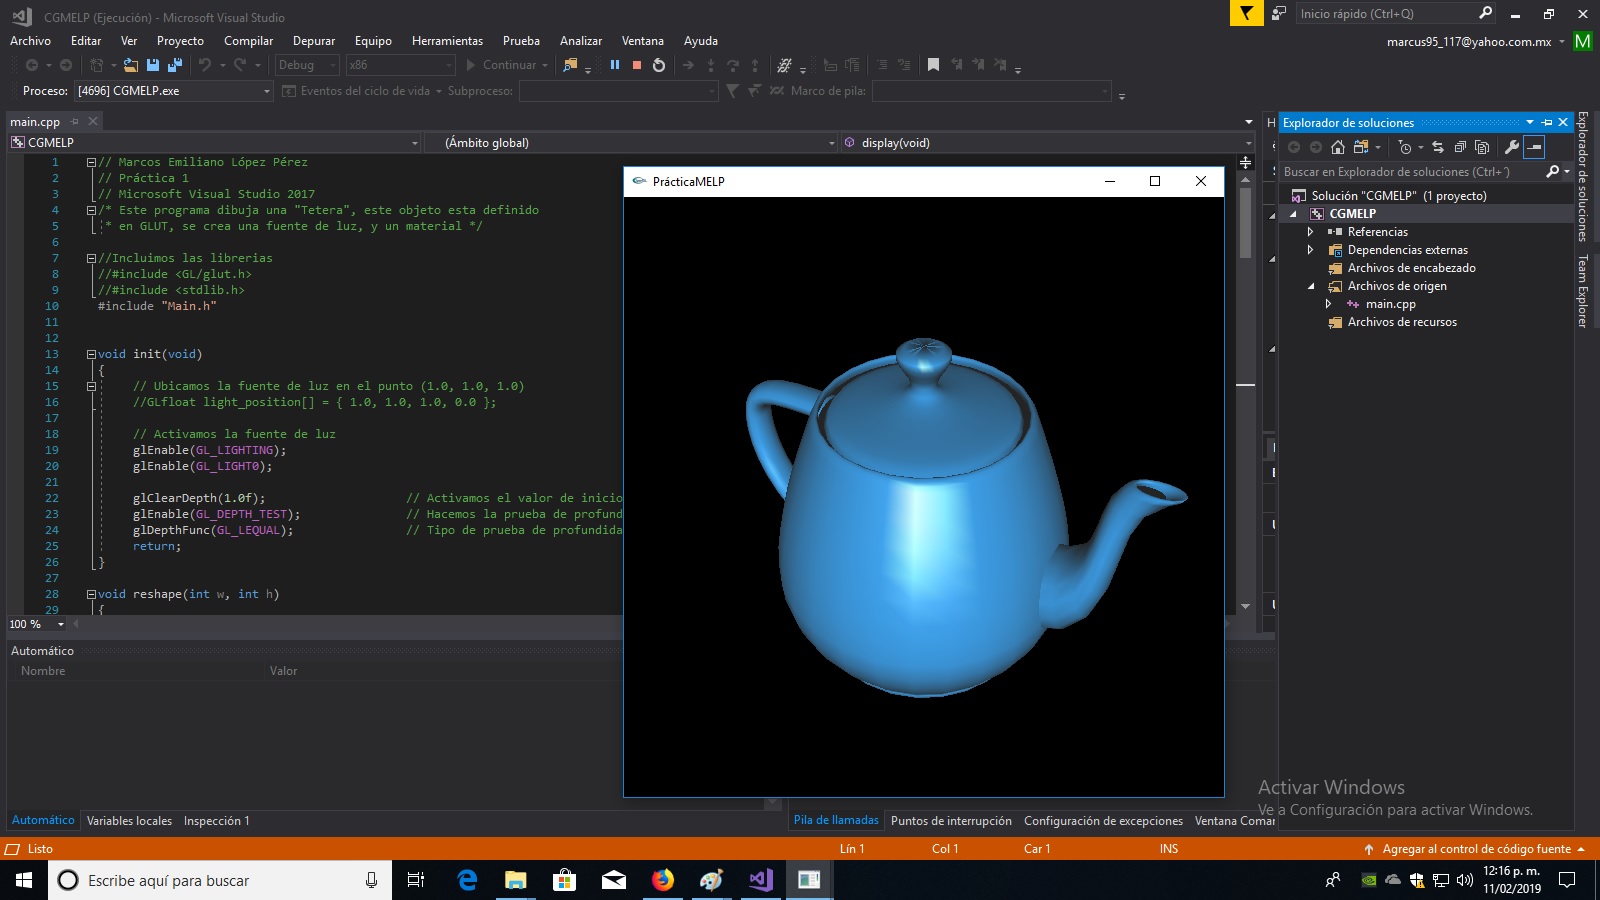 CGMELP (Ejecución) - Microsoft Visual Studio
Inicio rápido (Ctrl+Q)
Archivo Editar Ver Proyecto Compilar Depurar Equipo Herramientas Prueba Analizar Ventana Ayuda
marcus95_117@yahoo.com.mx M
Debug x86 Continuar
Proceso: [4696] CGMELP.exe Eventos del ciclo de vida Subproceso: Marco de pila:
main.cpp
CGMELP (Ámbito global) display(void)
1 // Marcos Emiliano López Pérez
2 // Práctica 1
3 // Microsoft Visual Studio 2017
4 /* Este programa dibuja una "Tetera", este objeto esta definido
5 * en GLUT, se crea una fuente de luz, y un material */
6
7 //Incluimos las librerias
8 //#include <GL/glut.h>
9 //#include <stdlib.h>
10 #include "Main.h"
11
12
13 void init(void)
14 {
15 // Ubicamos la fuente de luz en el punto (1.0, 1.0, 1.0)
16 //GLfloat light_position[] = { 1.0, 1.0, 1.0, 0.0 };
17
18 // Activamos la fuente de luz
19 glEnable(GL_LIGHTING);
20 glEnable(GL_LIGHT0);
21
22 glClearDepth(1.0f); // Activamos el valor de inicio
23 glEnable(GL_DEPTH_TEST); // Hacemos la prueba de profund
24 glDepthFunc(GL_LEQUAL); // Tipo de prueba de profundida
25 return;
26 }
27
28 void reshape(int w, int h)
29 {
100 %
PrácticaMELP
Automático
Nombre Valor
Automático Variables locales Inspección 1
Pila de llamadas Puntos de interrupción Configuración de excepciones Ventana Coman
Explorador de soluciones
Buscar en Explorador de soluciones (Ctrl+´)
Solución "CGMELP" (1 proyecto)
CGMELP
Referencias
Dependencias externas
Archivos de encabezado
Archivos de origen
main.cpp
Archivos de recursos
Explorador de soluciones
Team Explorer
Activar Windows
Ve a Configuración para activar Windows.
Listo Lín 1 Col 1 Car 1 INS Agregar al control de código fuente
Escribe aquí para buscar
12:16 p. m.
11/02/2019